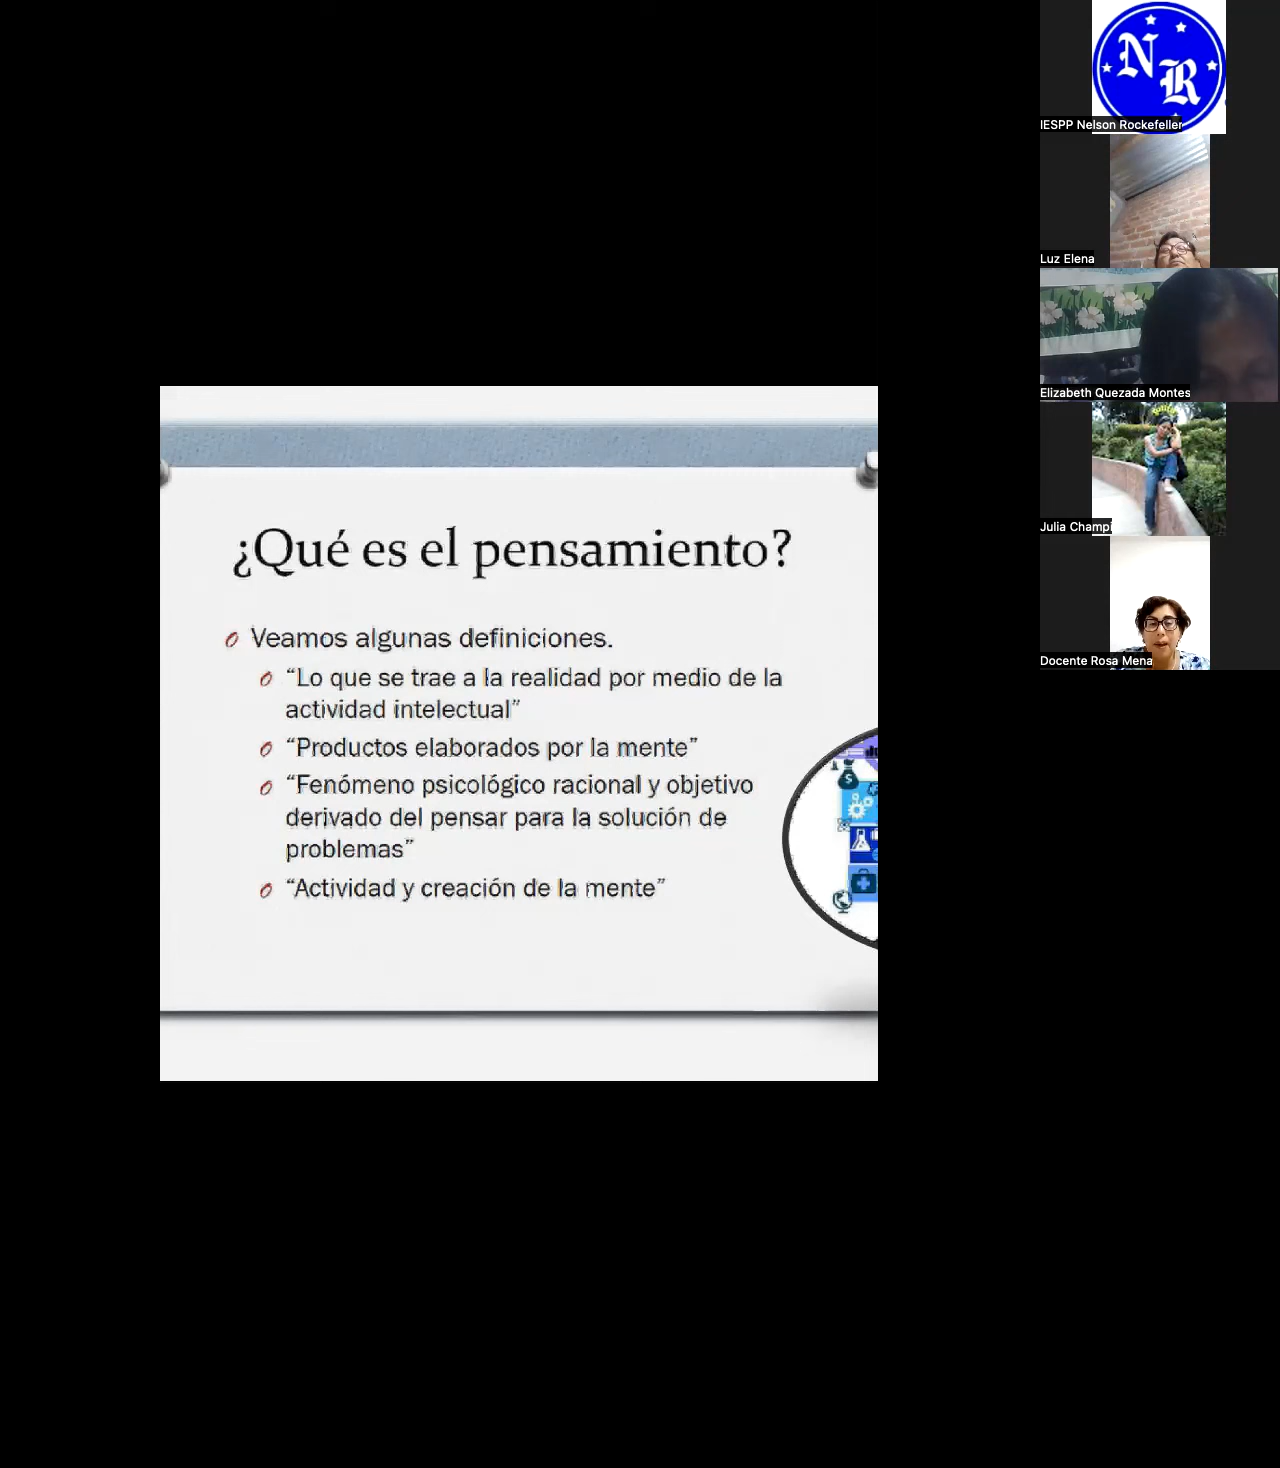 ¿Qué es el pensamiento?
Veamos algunas definiciones.
“Lo que se trae a la realidad por medio de la
actividad intelectual”
“Productos elaborados por la mente”
“Fenómeno psicológico racional y objetivo
derivado del pensar para la solución de
problemas”
“Actividad y creación de la mente”
$
N
R
IESPP Nelson Rockefeller
Luz Elena
Elizabeth Quezada Montes
Julia Champi
Docente Rosa Mena